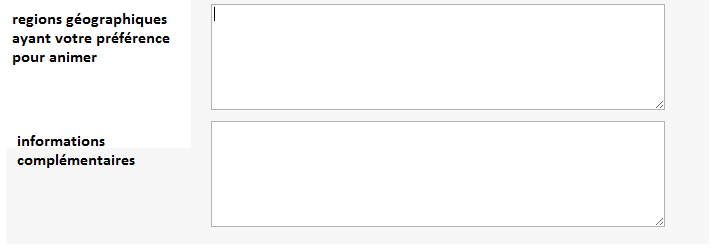 regions géographiques
ayant votre préférence
pour animer
informations
complémentaires